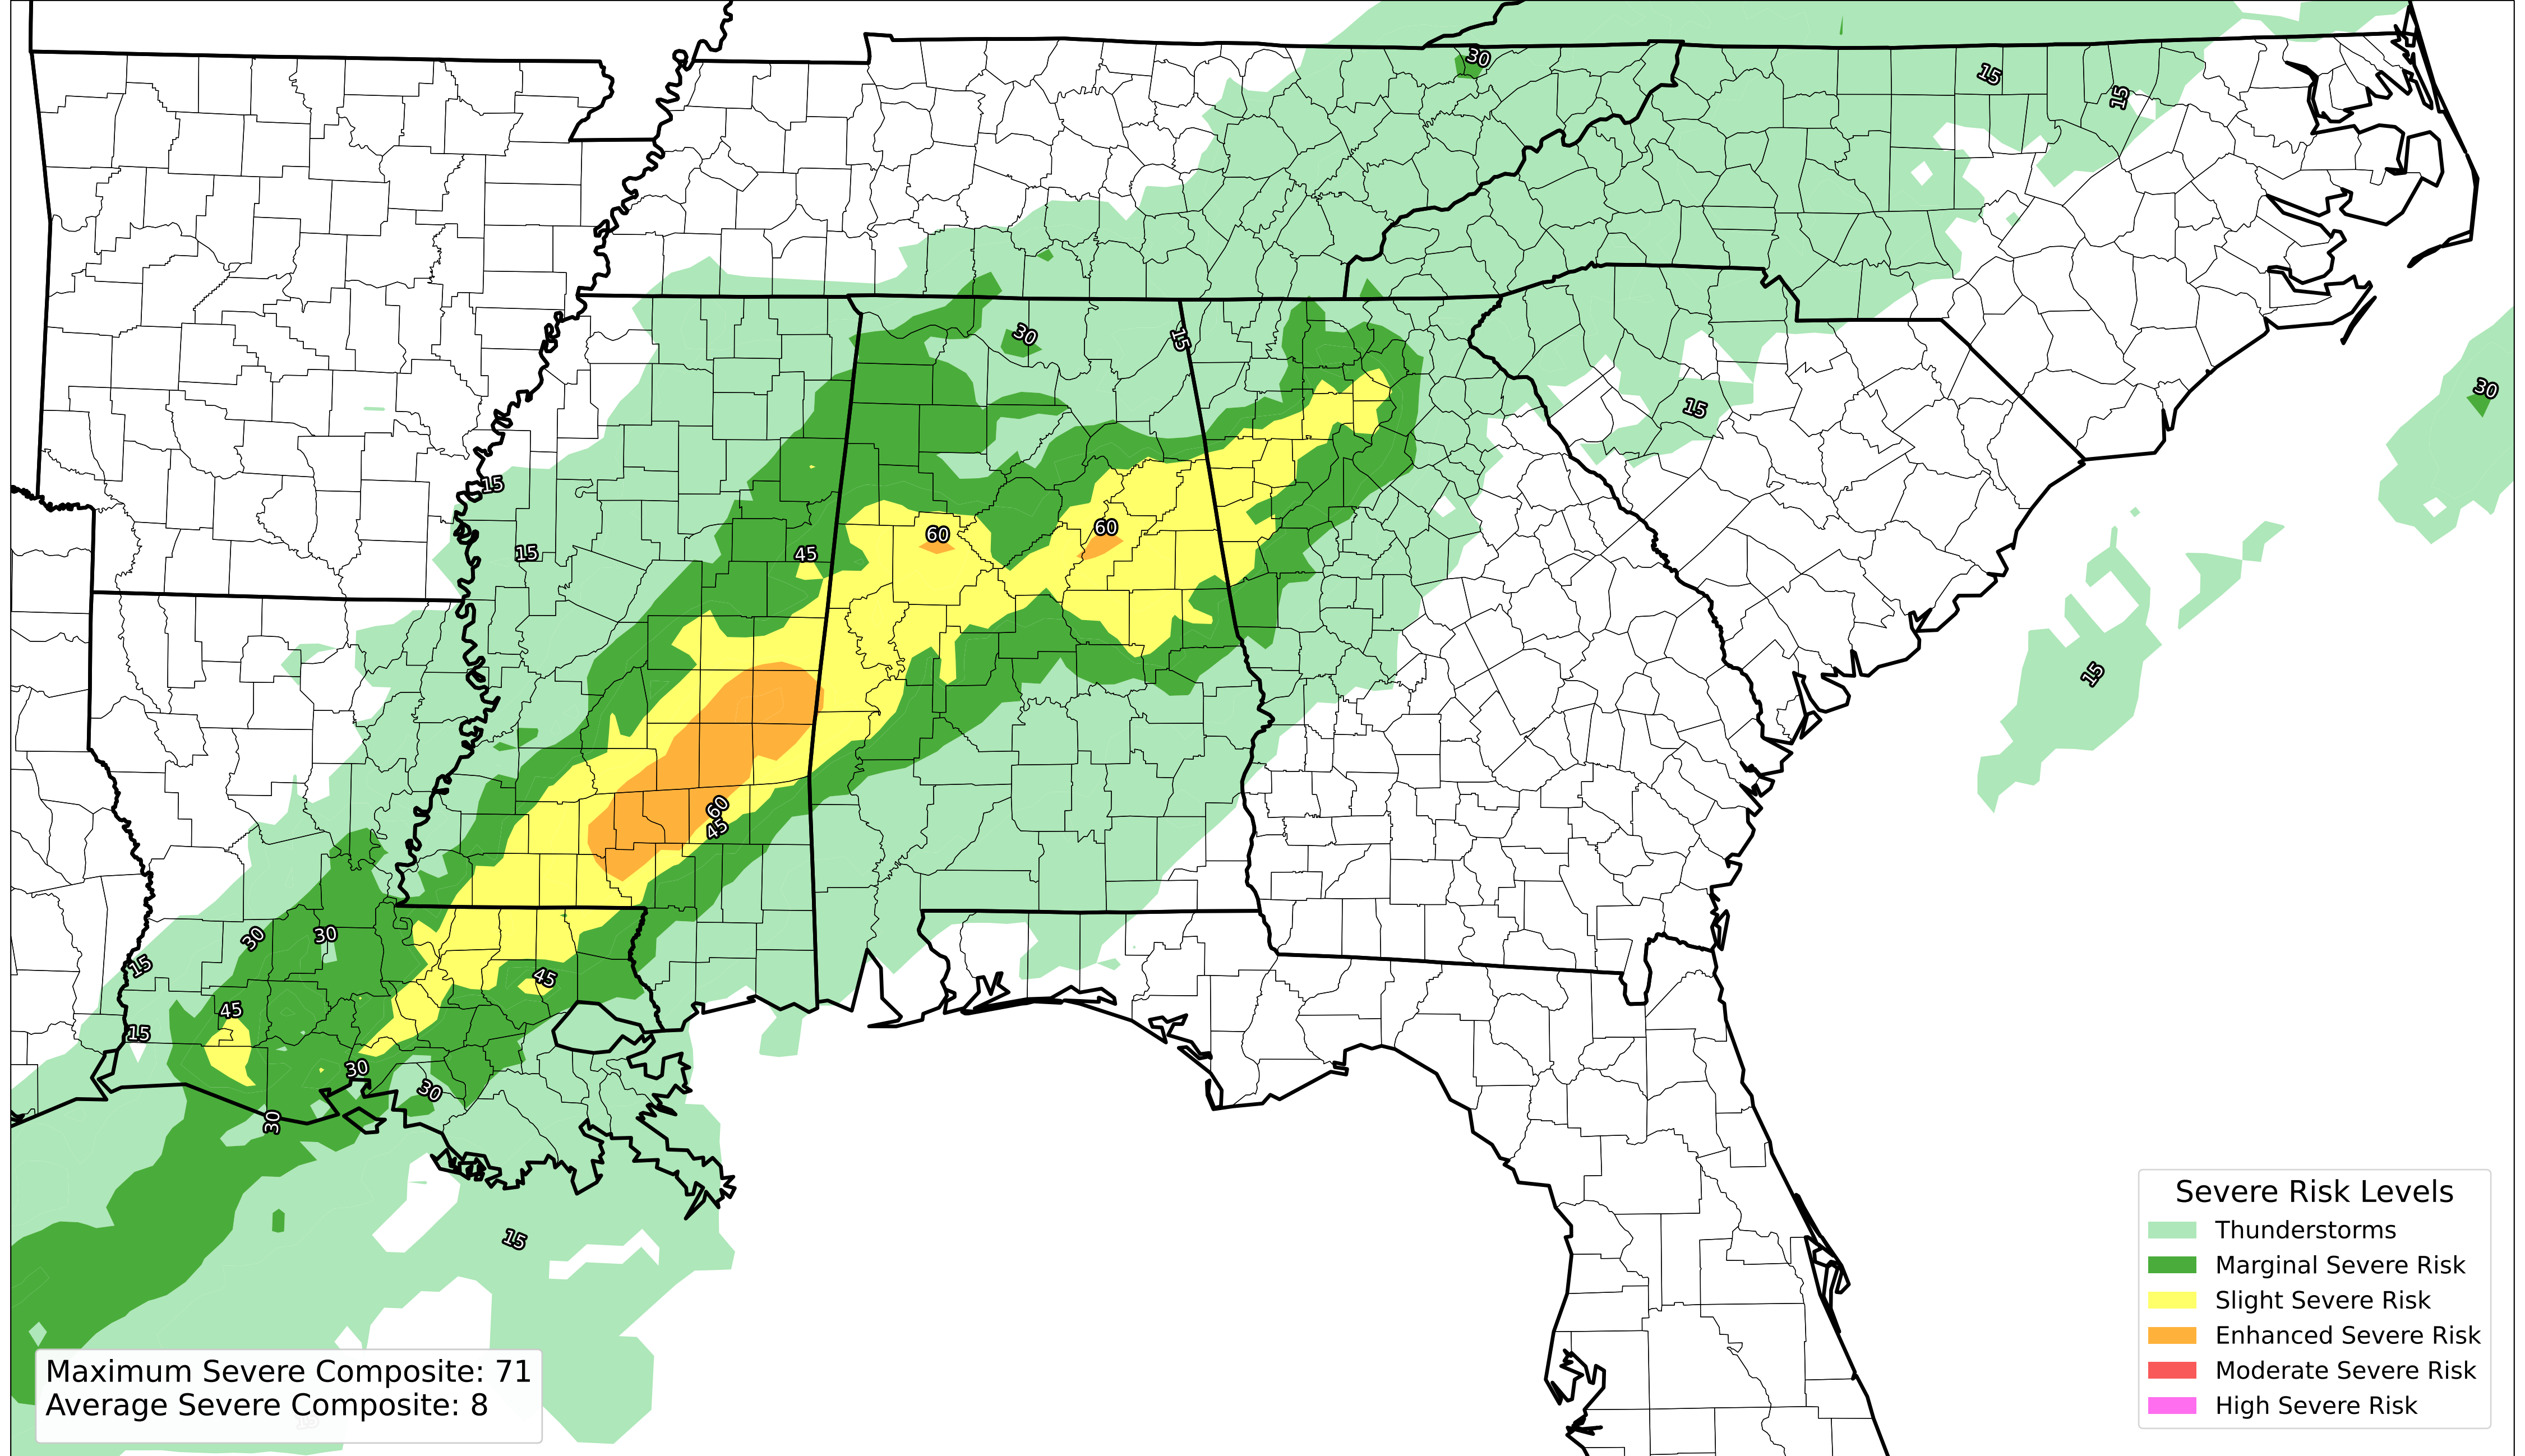 30
15
15
30
15
30
15
15
60
60
15
45
15
60
45
30
30
15
45
45
15
30
30
30
15
Severe Risk Levels
Thunderstorms
Marginal Severe Risk
Slight Severe Risk
Enhanced Severe Risk
Moderate Severe Risk
High Severe Risk
Maximum Severe Composite: 71
Average Severe Composite: 8